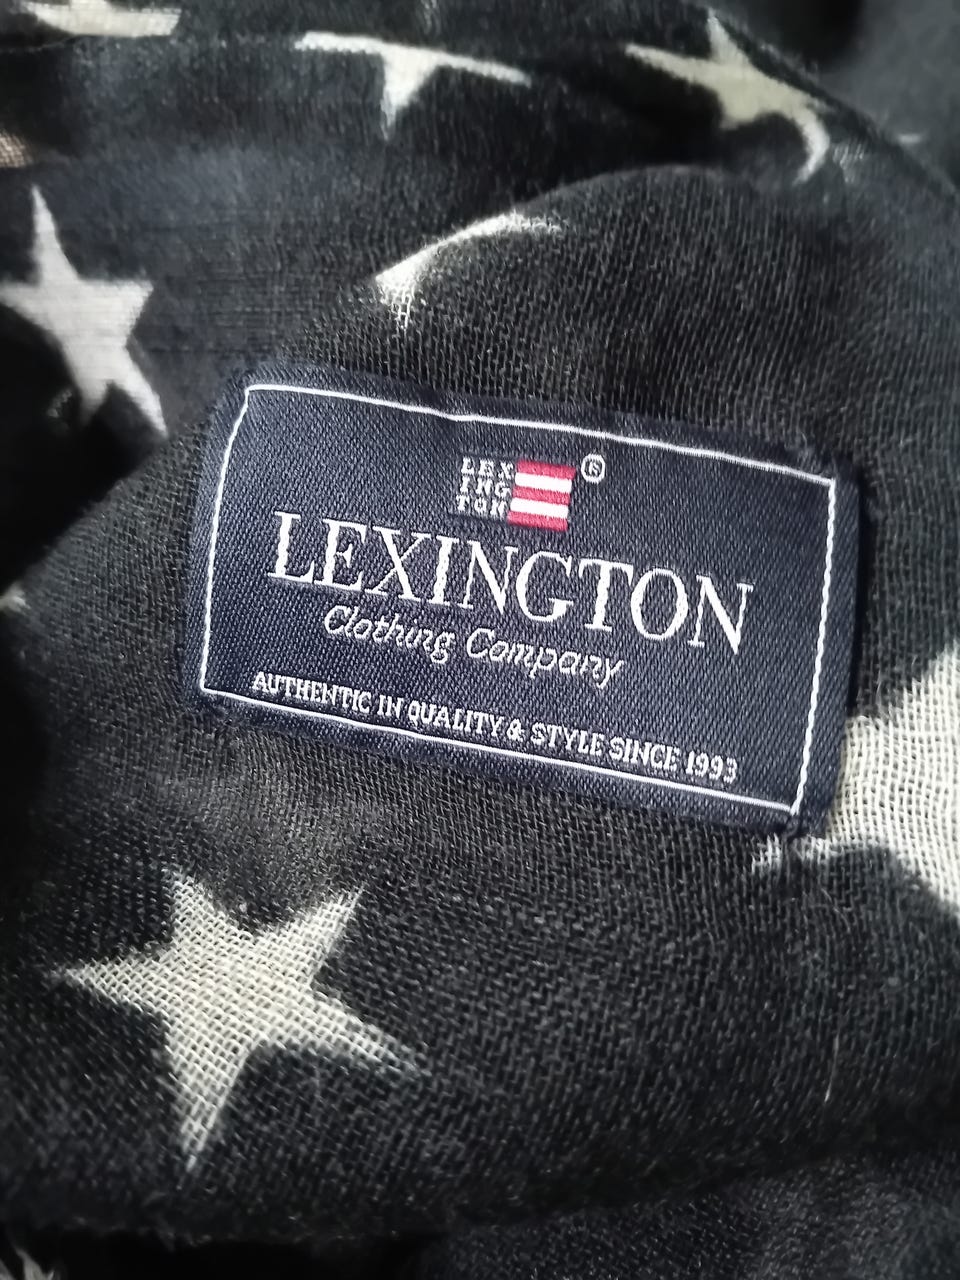 LEX
ING
TON
®
LEXINGTON
Clothing Company
AUTHENTIC IN QUALITY & STYLE SINCE 1993